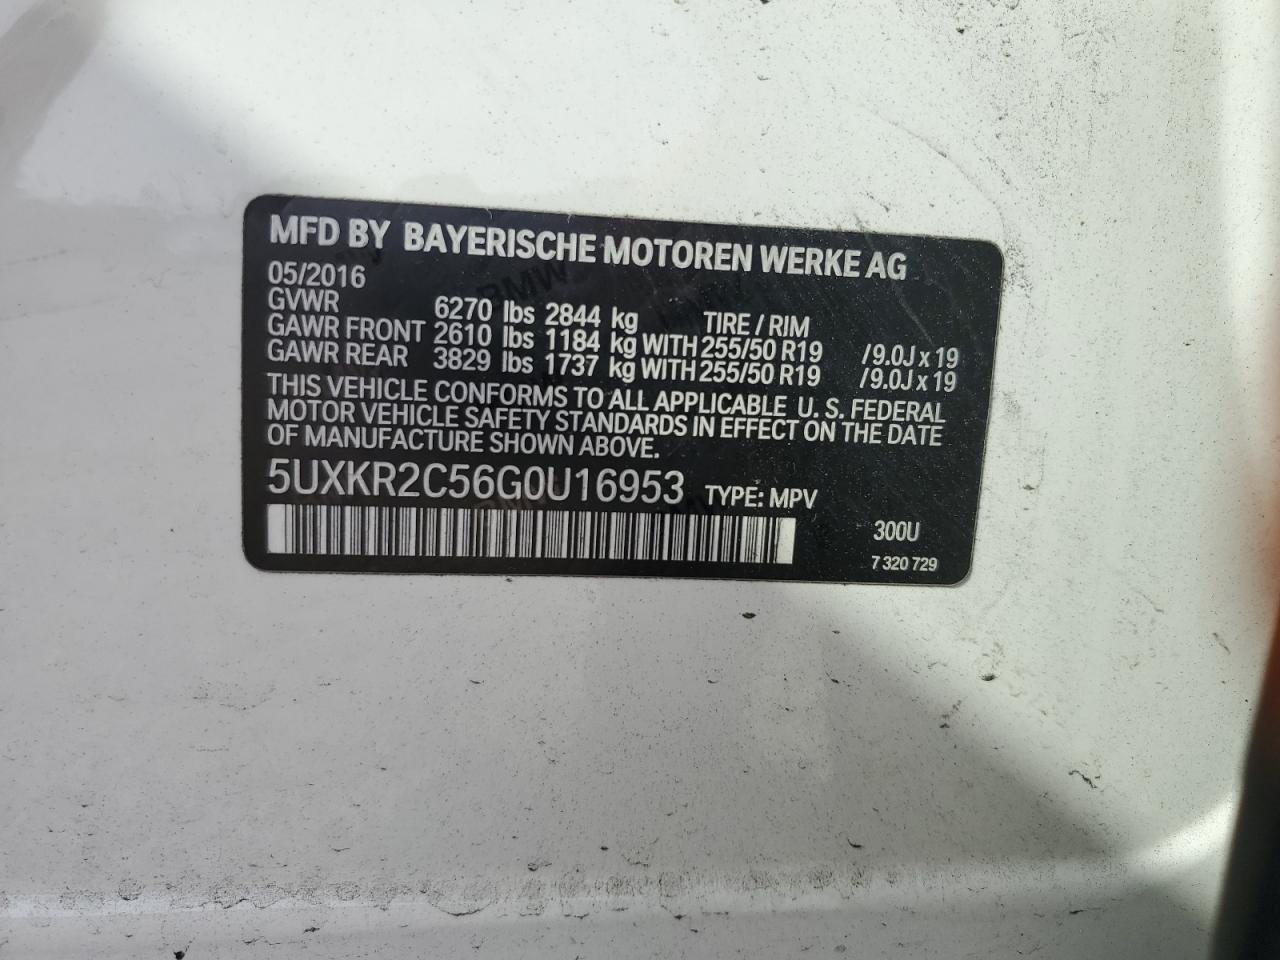 MFD BY BAYERISCHE MOTOREN WERKE AG
05/2016
GVWR 6270 lbs 2844 kg TIRE / RIM
GAWR FRONT 2610 lbs 1184 kg WITH 255/50 R19 /9.0J x 19
GAWR REAR 3829 lbs 1737 kg WITH 255/50 R19 /9.0J x 19
THIS VEHICLE CONFORMS TO ALL APPLICABLE U. S. FEDERAL
MOTOR VEHICLE SAFETY STANDARDS IN EFFECT ON THE DATE
OF MANUFACTURE SHOWN ABOVE.
5UXKR2C56G0U16953 TYPE: MPV
300U
7 320 729